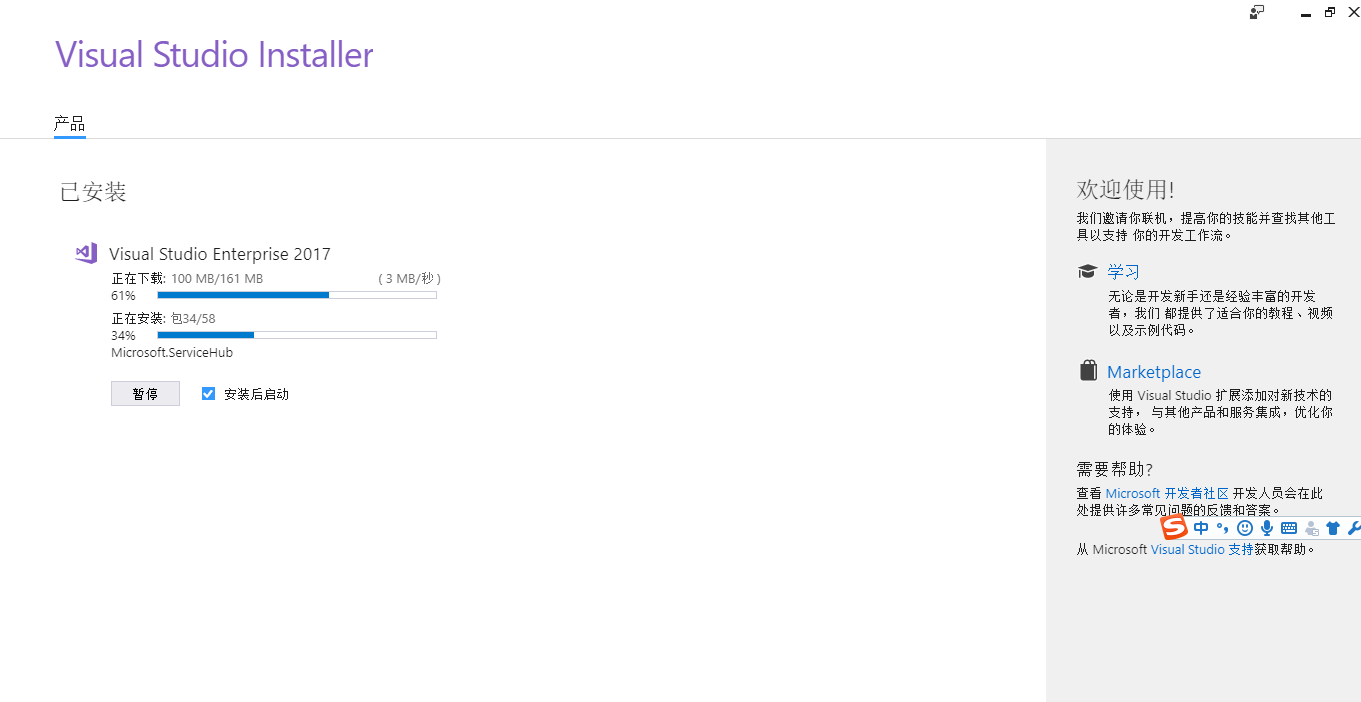 Visual Studio Installer
产品
已安装
Visual Studio Enterprise 2017
正在下载: 100 MB/161 MB (3 MB/秒)
61%
正在安装: 包34/58
34%
Microsoft.ServiceHub
暂停 安装后启动
欢迎使用!
我们邀请你联机，提高你的技能并查找其他工
具以支持 你的开发工作流。
学习
无论是开发新手还是经验丰富的开发
者，我们 都提供了适合你的教程、视频
以及示例代码。
Marketplace
使用 Visual Studio 扩展添加对新技术的
支持， 与其他产品和服务集成，优化你
的体验。
需要帮助?
查看 Microsoft 开发者社区 开发人员会在此
处提供许多常见问题的反馈和答案。
S 中 °,
从 Microsoft Visual Studio 支持获取帮助。